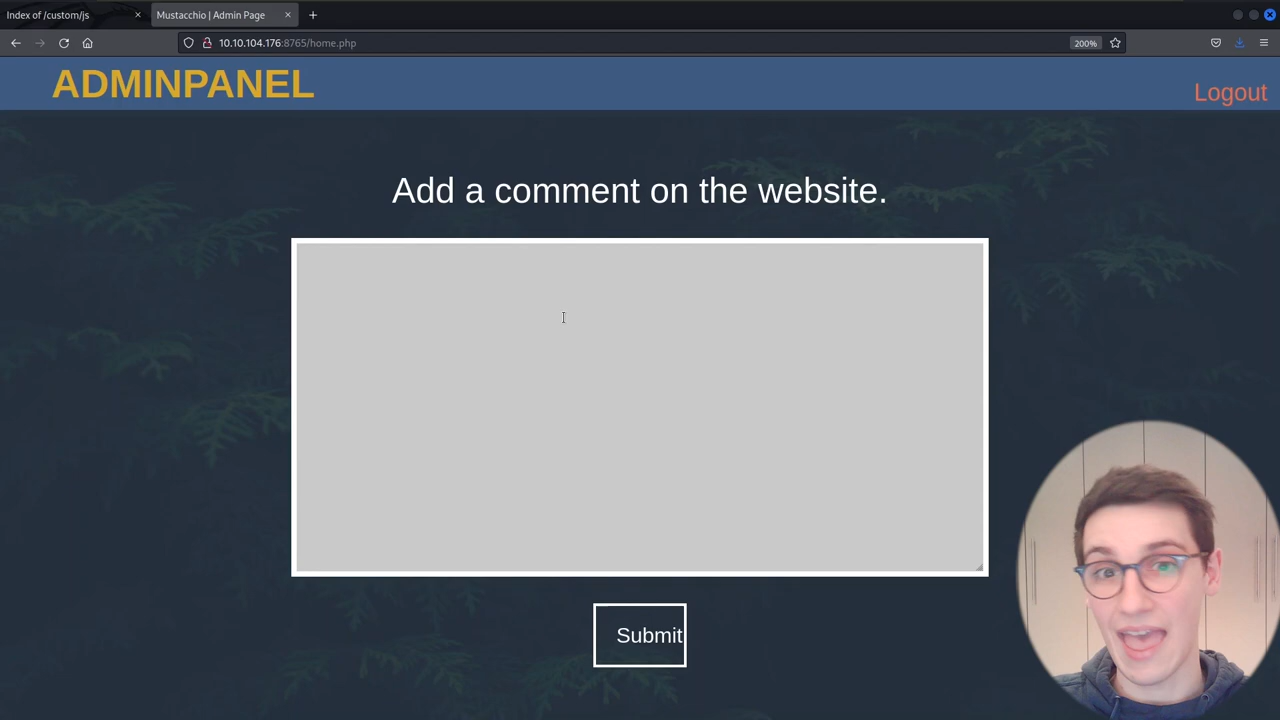 Index of /custom/js
Mustacchio | Admin Page
10.10.104.176:8765/home.php
200%
ADMINPANEL
Logout
Add a comment on the website.
Submit